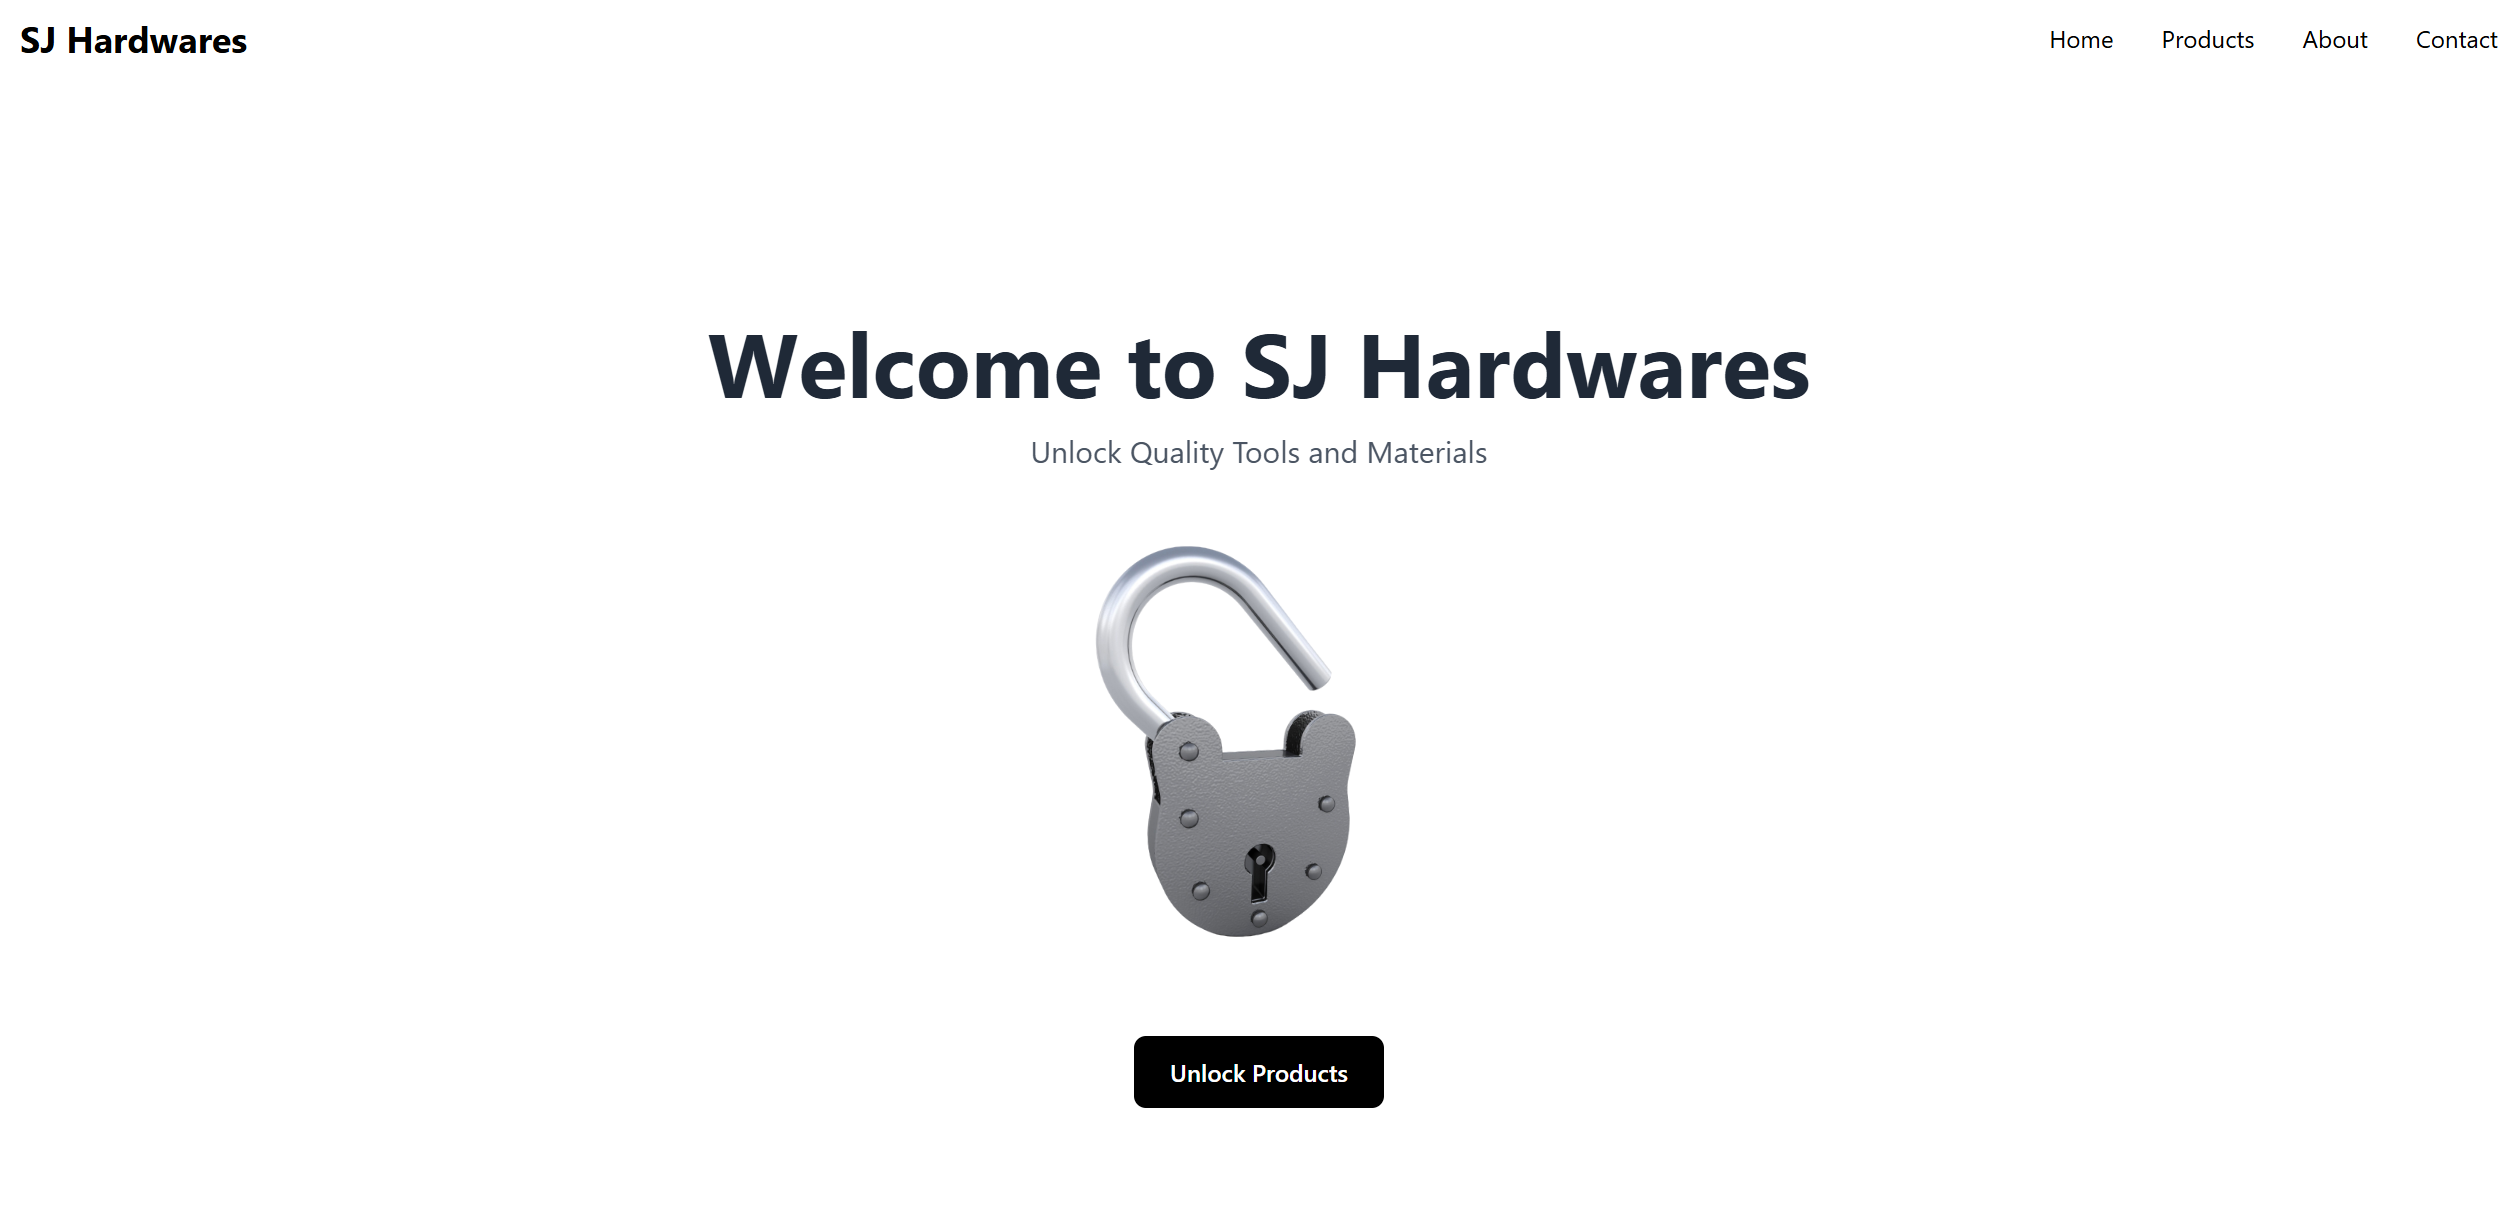 SJ Hardwares
Home Products About Contact
Welcome to SJ Hardwares
Unlock Quality Tools and Materials
Unlock Products